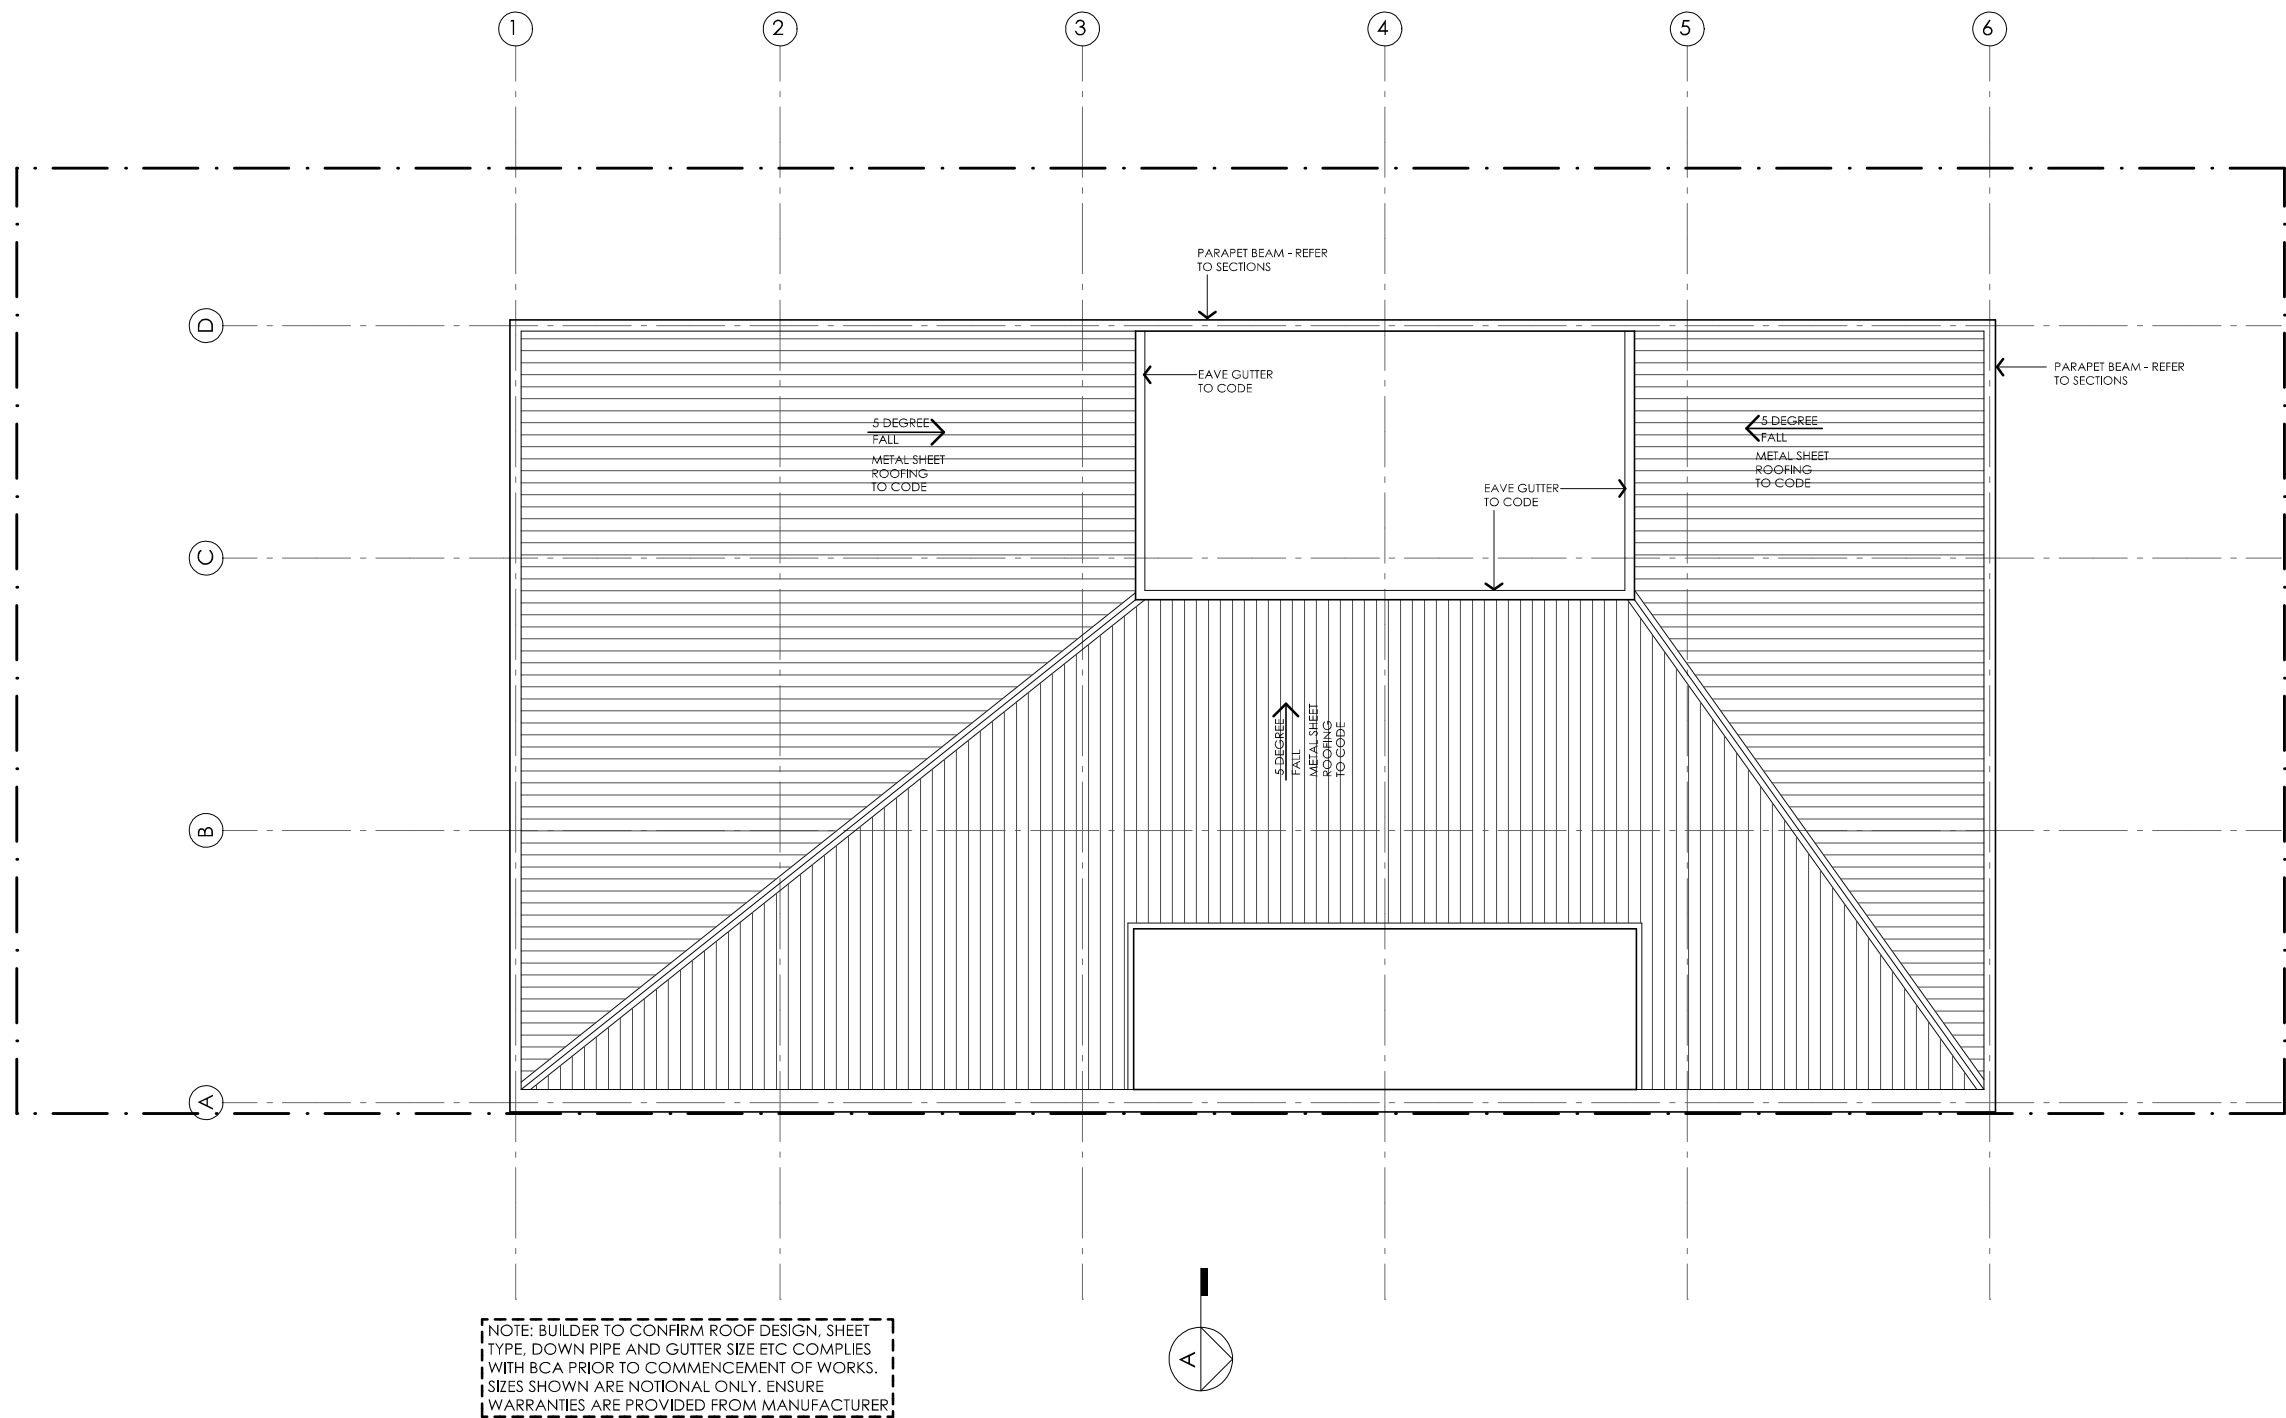 1
2
3
4
5
6
PARAPET BEAM - REFER
TO SECTIONS
D
EAVE GUTTER
TO CODE
PARAPET BEAM - REFER
TO SECTIONS
5 DEGREE
FALL
METAL SHEET
ROOFING
TO CODE
5 DEGREE
FALL
METAL SHEET
ROOFING
TO CODE
EAVE GUTTER
TO CODE
C
5 DEGREE
FALL
METAL SHEET
ROOFING
TO CODE
B
A
NOTE: BUILDER TO CONFIRM ROOF DESIGN, SHEET
TYPE, DOWN PIPE AND GUTTER SIZE ETC COMPLIES
WITH BCA PRIOR TO COMMENCEMENT OF WORKS.
SIZES SHOWN ARE NOTIONAL ONLY. ENSURE
WARRANTIES ARE PROVIDED FROM MANUFACTURER
A